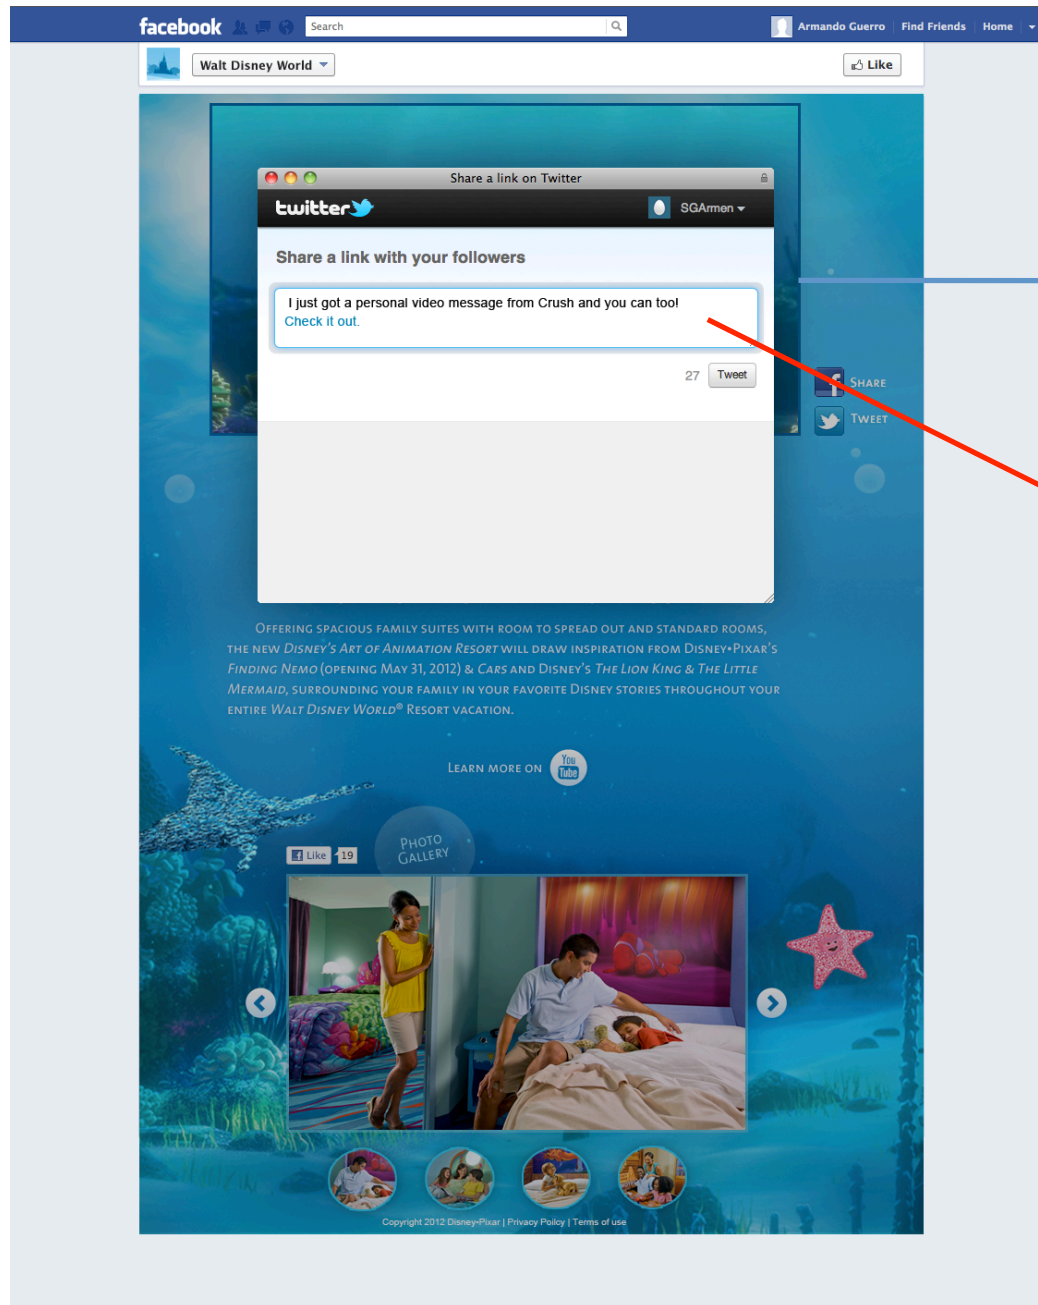 facebook
Search
Armando Guerro
Find Friends
Home
Walt Disney World
Like
Share a link on Twitter
twitter
SGArmen
Share a link with your followers
I just got a personal video message from Crush and you can too!
Check it out.
27
Tweet
Share
Tweet
Offering spacious family suites with room to spread out and standard rooms,
the new Disney's Art of Animation Resort will draw inspiration from Disney•Pixar's
Finding Nemo (opening May 31, 2012) & Cars and Disney's The Lion King & The Little
Mermaid, surrounding your family in your favorite Disney stories throughout your
entire Walt Disney World® Resort vacation.
Learn more on
You
Tube
Like
19
Photo
Gallery
Copyright 2012 Disney•Pixar | Privacy Policy | Terms of use